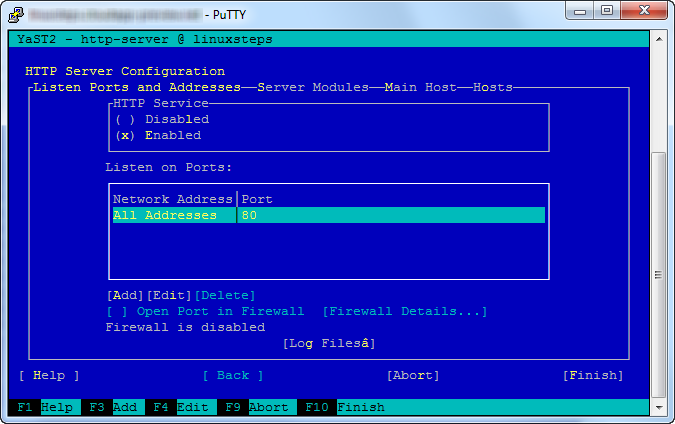 - PuTTY
YaST2 - http-server @ linuxsteps
HTTP Server Configuration
Listen Ports and Addresses—Server Modules—Main Host—Hosts
HTTP Service
( ) Disabled
(x) Enabled
Listen on Ports:
Network Address│Port
All Addresses │80
[Add][Edit][Delete]
[ ] Open Port in Firewall [Firewall Details...]
Firewall is disabled
[Log Filesâ]
[ Help ] [ Back ] [Abort] [Finish]
F1 Help F3 Add F4 Edit F9 Abort F10 Finish